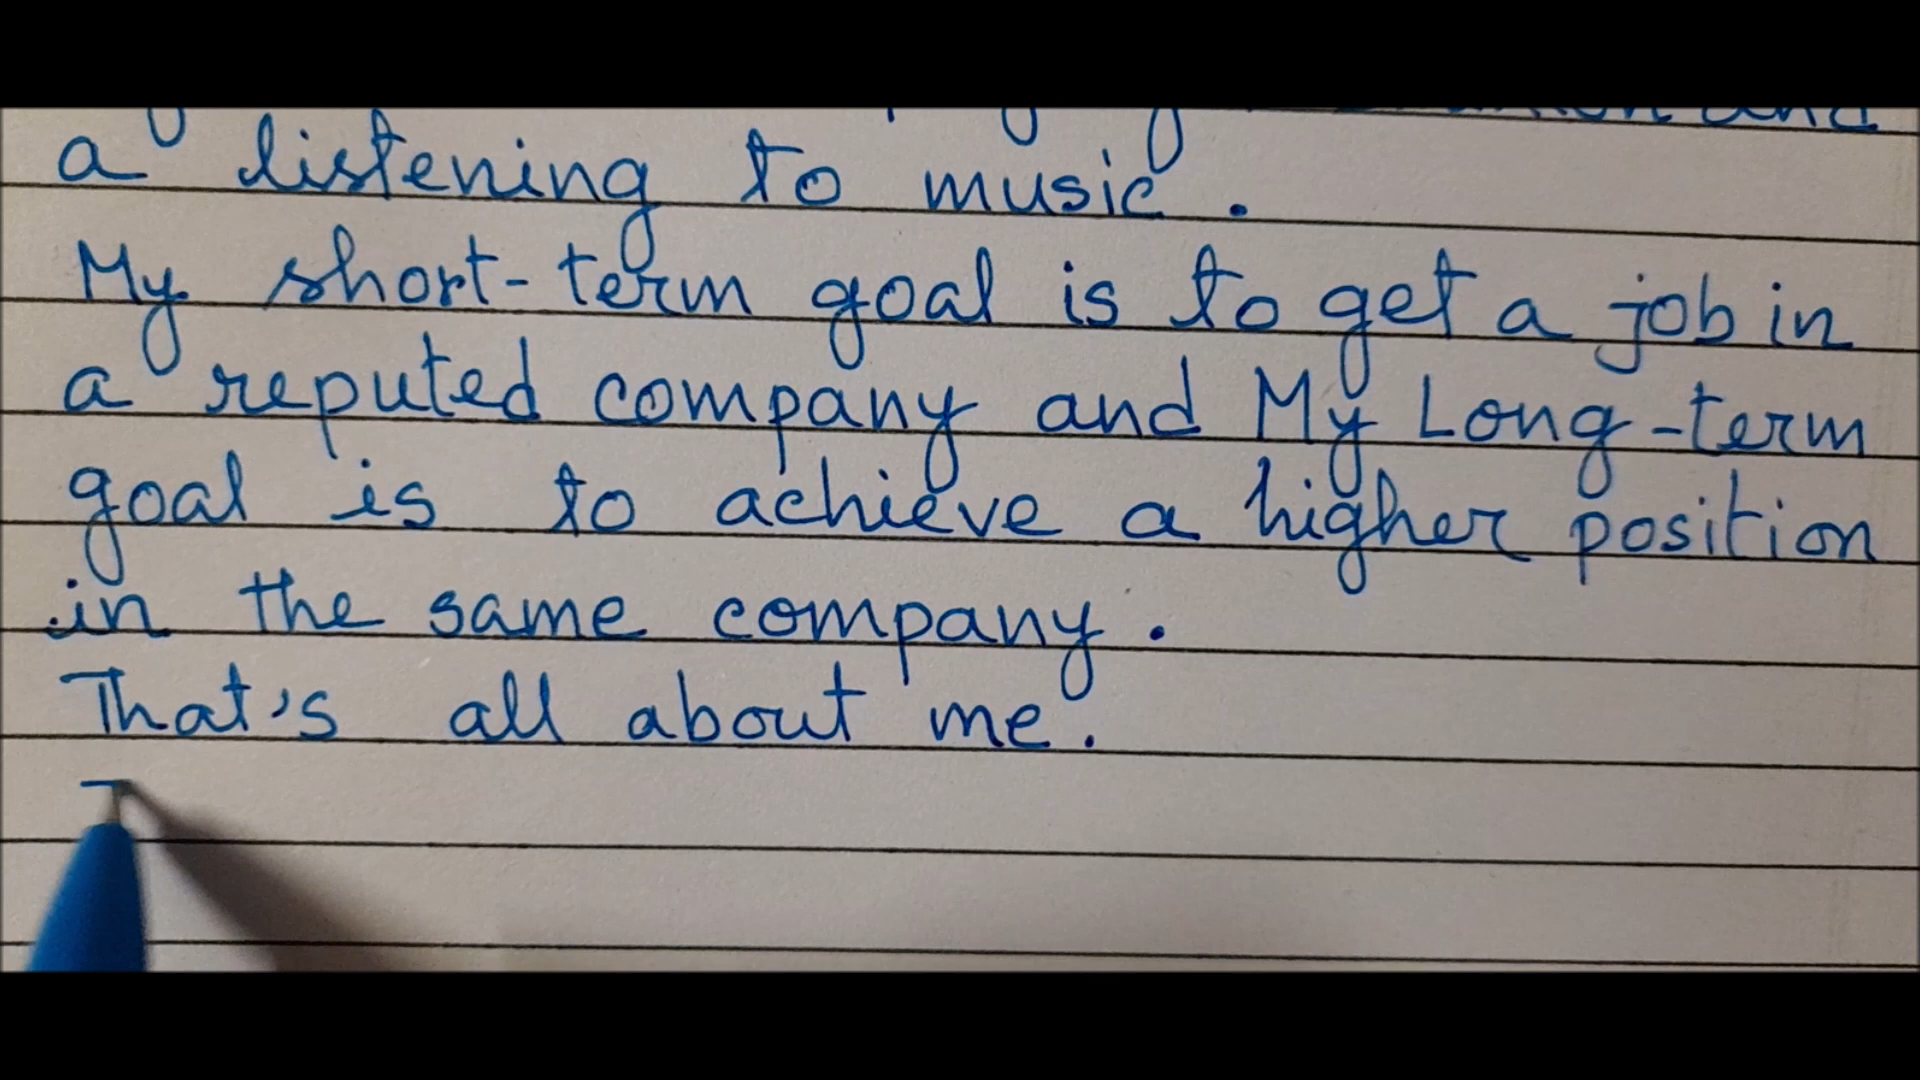 and
a listening to music.
My short-term goal is to get a job in
a reputed company and My Long-term
goal is to achieve a higher position
in the same company.
That's all about me.